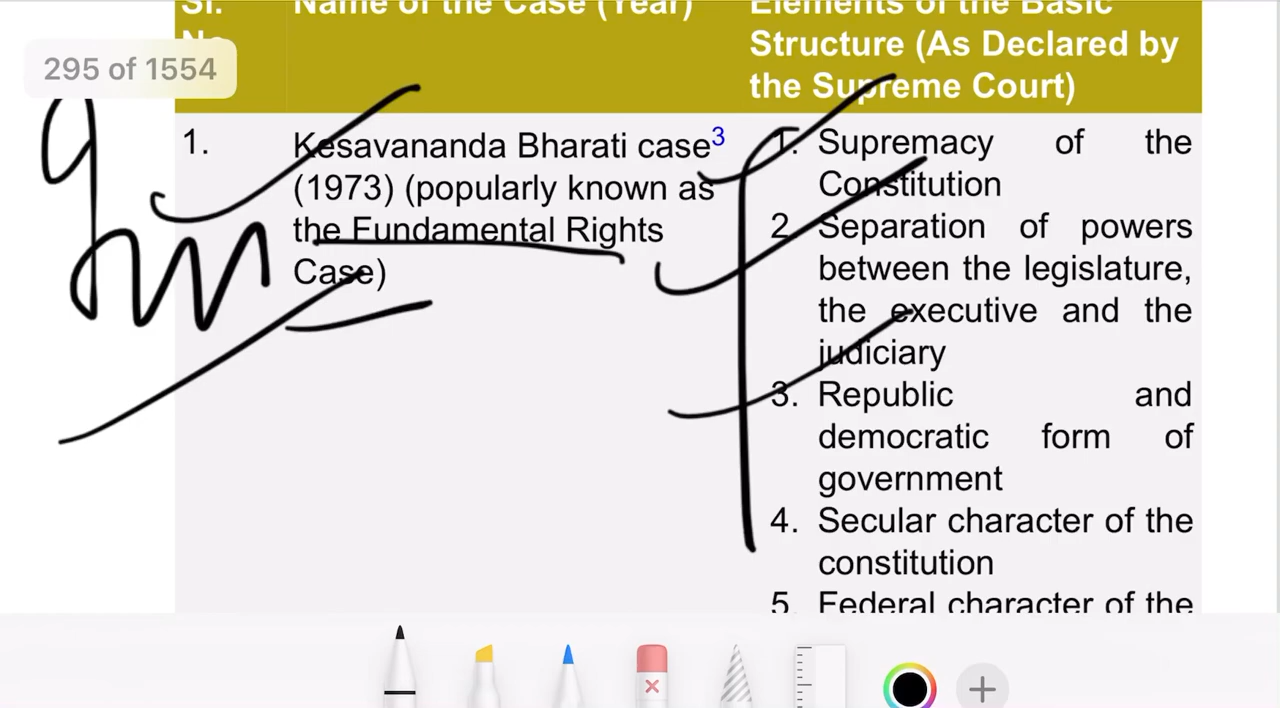 Sl. Name of the Case (Year) Elements of the Basic
No. Structure (As Declared by
the Supreme Court)
295 of 1554
1. Kesavananda Bharati case3
(1973) (popularly known as
the Fundamental Rights
Case)
1. Supremacy of the
Constitution
2. Separation of powers
between the legislature,
the executive and the
judiciary
3. Republic and
democratic form of
government
4. Secular character of the
constitution
5. Federal character of the